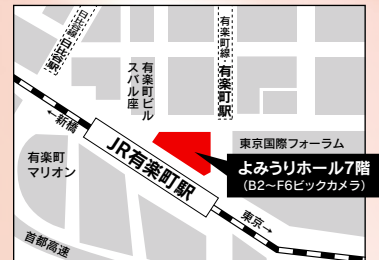 日比谷線・日比谷駅
有楽町ビル
スバル座
有楽町線・有楽町駅
←新橋
JR有楽町駅
有楽町
マリオン
東京国際フォーラム
よみうりホール7階
（B2〜F6ビックカメラ）
東京→
首都高速